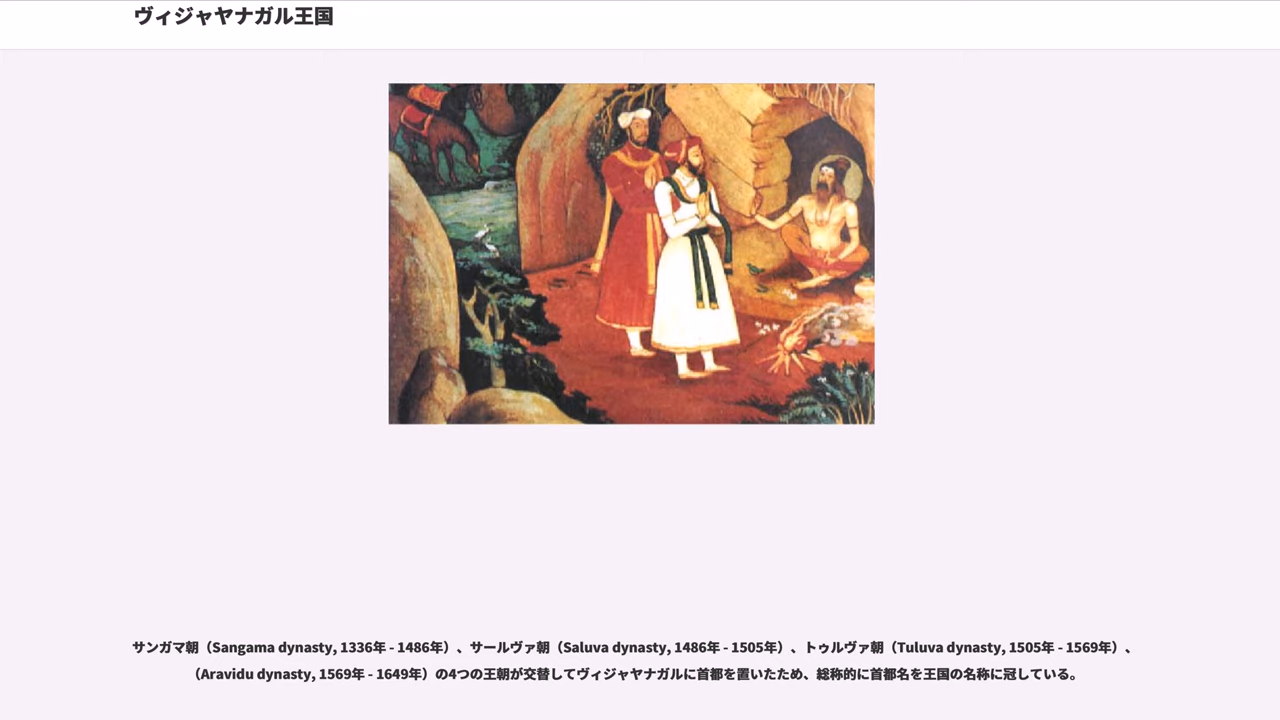 ヴィジャヤナガル王国
サンガマ朝（Sangama dynasty, 1336年 - 1486年）、サールヴァ朝（Saluva dynasty, 1486年 - 1505年）、トゥルヴァ朝（Tuluva dynasty, 1505年 - 1569年）、
（Aravidu dynasty, 1569年 - 1649年）の4つの王朝が交替してヴィジャヤナガルに首都を置いたため、総称的に首都名を王国の名称に冠している。